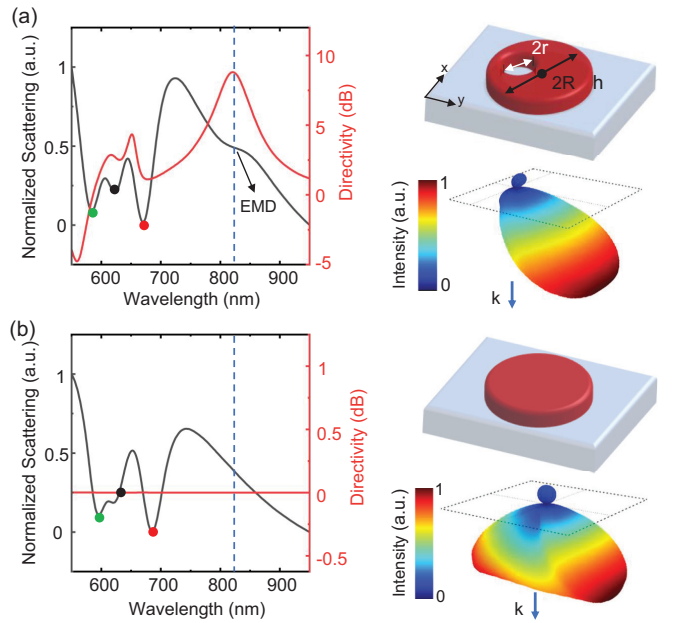 (a)
Normalized Scattering (a.u.)
1
0.5
0
550 600 700 800 900
Wavelength (nm)
10
5
0
-5
Directivity (dB)
EMD
2r
2R
h
x
y
Intensity (a.u.)
1
0
k
(b)
Normalized Scattering (a.u.)
1
0.5
0
600 700 800 900
Wavelength (nm)
1
0.5
0
-0.5
Directivity (dB)
Intensity (a.u.)
1
0
k